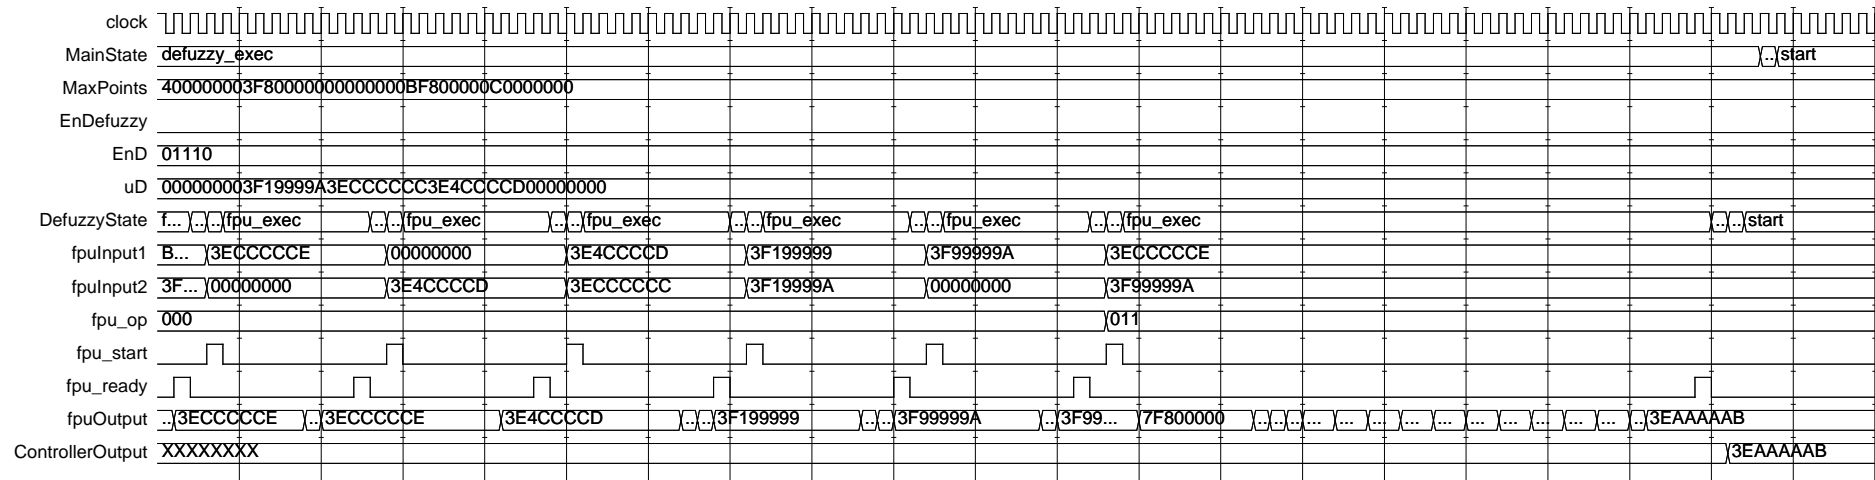 clock
MainState defuzzy_exec .. start
MaxPoints 400000003F80000000000000BF800000C0000000
EnDefuzzy
EnD 01110
uD 000000003F19999A3ECCCCCC3E4CCCCD00000000
DefuzzyState f... .. .. fpu_exec .. .. fpu_exec .. .. fpu_exec .. .. fpu_exec .. .. fpu_exec .. .. fpu_exec .. .. start
fpuInput1 B... 3ECCCCCE 00000000 3E4CCCCD 3F199999 3F99999A 3ECCCCCE
fpuInput2 3F... 00000000 3E4CCCCD 3ECCCCCC 3F19999A 00000000 3F99999A
fpu_op 000 011
fpu_start
fpu_ready
fpuOutput .. 3ECCCCCE .. 3ECCCCCE 3E4CCCCD .. .. 3F199999 .. .. 3F99999A .. 3F99... 7F800000 .. .. .. ... ... ... ... ... ... ... ... ... ... .. 3EAAAAAB
ControllerOutput XXXXXXXX 3EAAAAAB